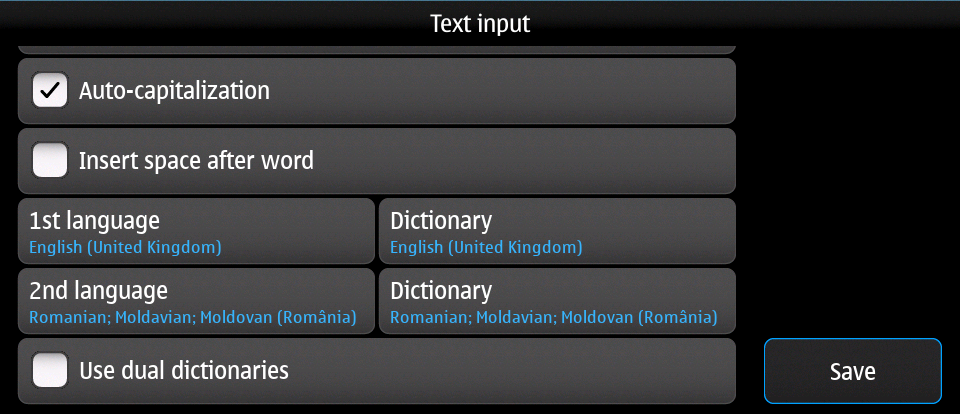 Text input
Auto-capitalization
Insert space after word
1st language
English (United Kingdom)
Dictionary
English (United Kingdom)
2nd language
Romanian; Moldavian; Moldovan (România)
Dictionary
Romanian; Moldavian; Moldovan (România)
Use dual dictionaries
Save